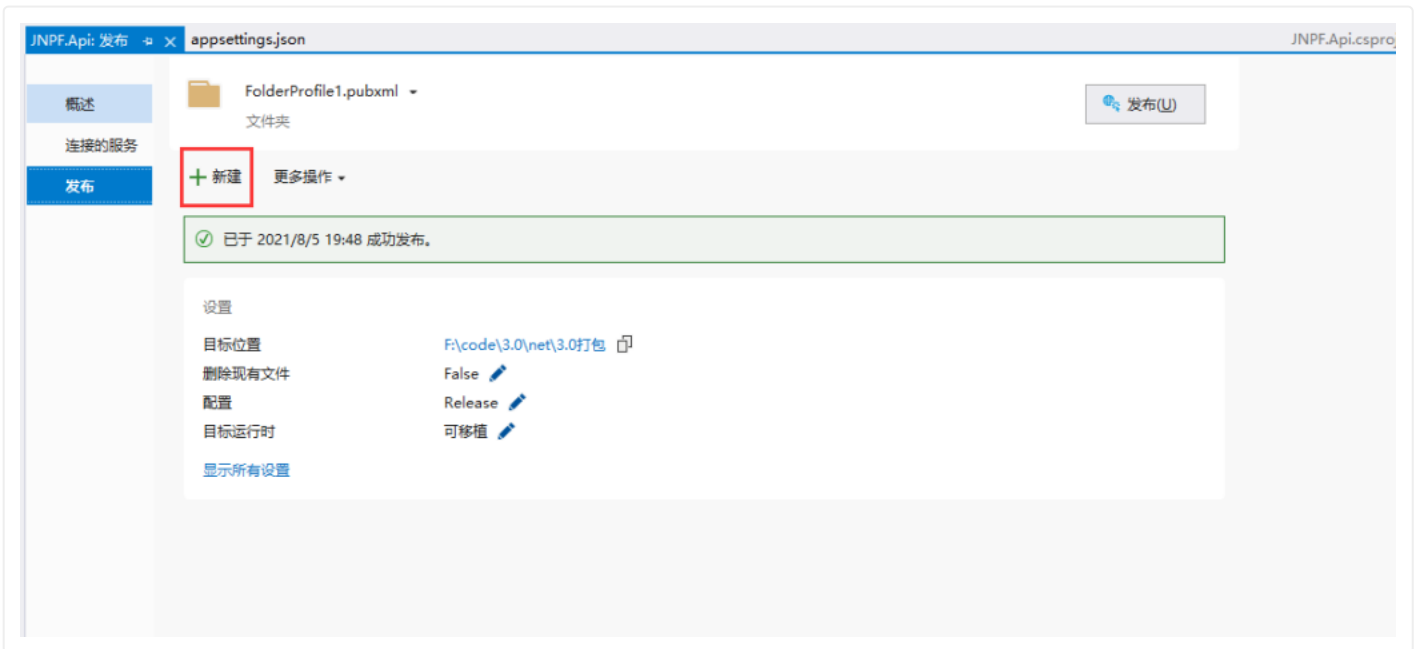 JNPF.Api: 发布 appsettings.json JNPF.Api.csproj
概述
连接的服务
发布
FolderProfile1.pubxml
文件夹
发布(U)
新建 更多操作
已于 2021/8/5 19:48 成功发布。
设置
目标位置 F:\code\3.0\net\3.0打包
删除现有文件 False
配置 Release
目标运行时 可移植
显示所有设置